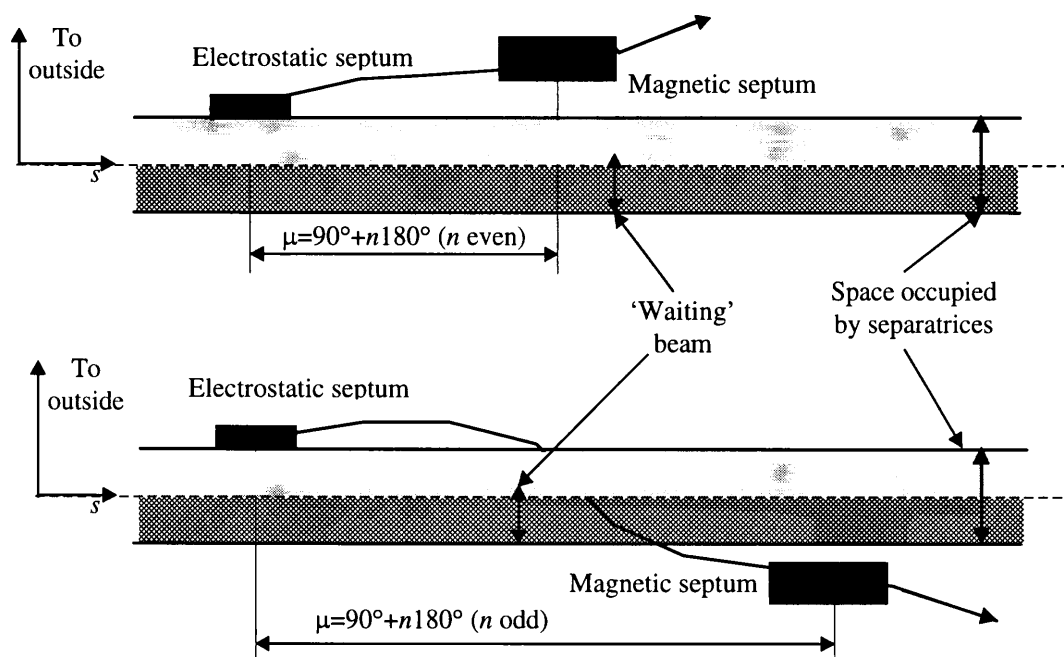 To
outside
Electrostatic septum
Magnetic septum
s
μ=90°+n180° (n even)
'Waiting'
beam
Space occupied
by separatrices
To
outside
Electrostatic septum
s
Magnetic septum
μ=90°+n180° (n odd)